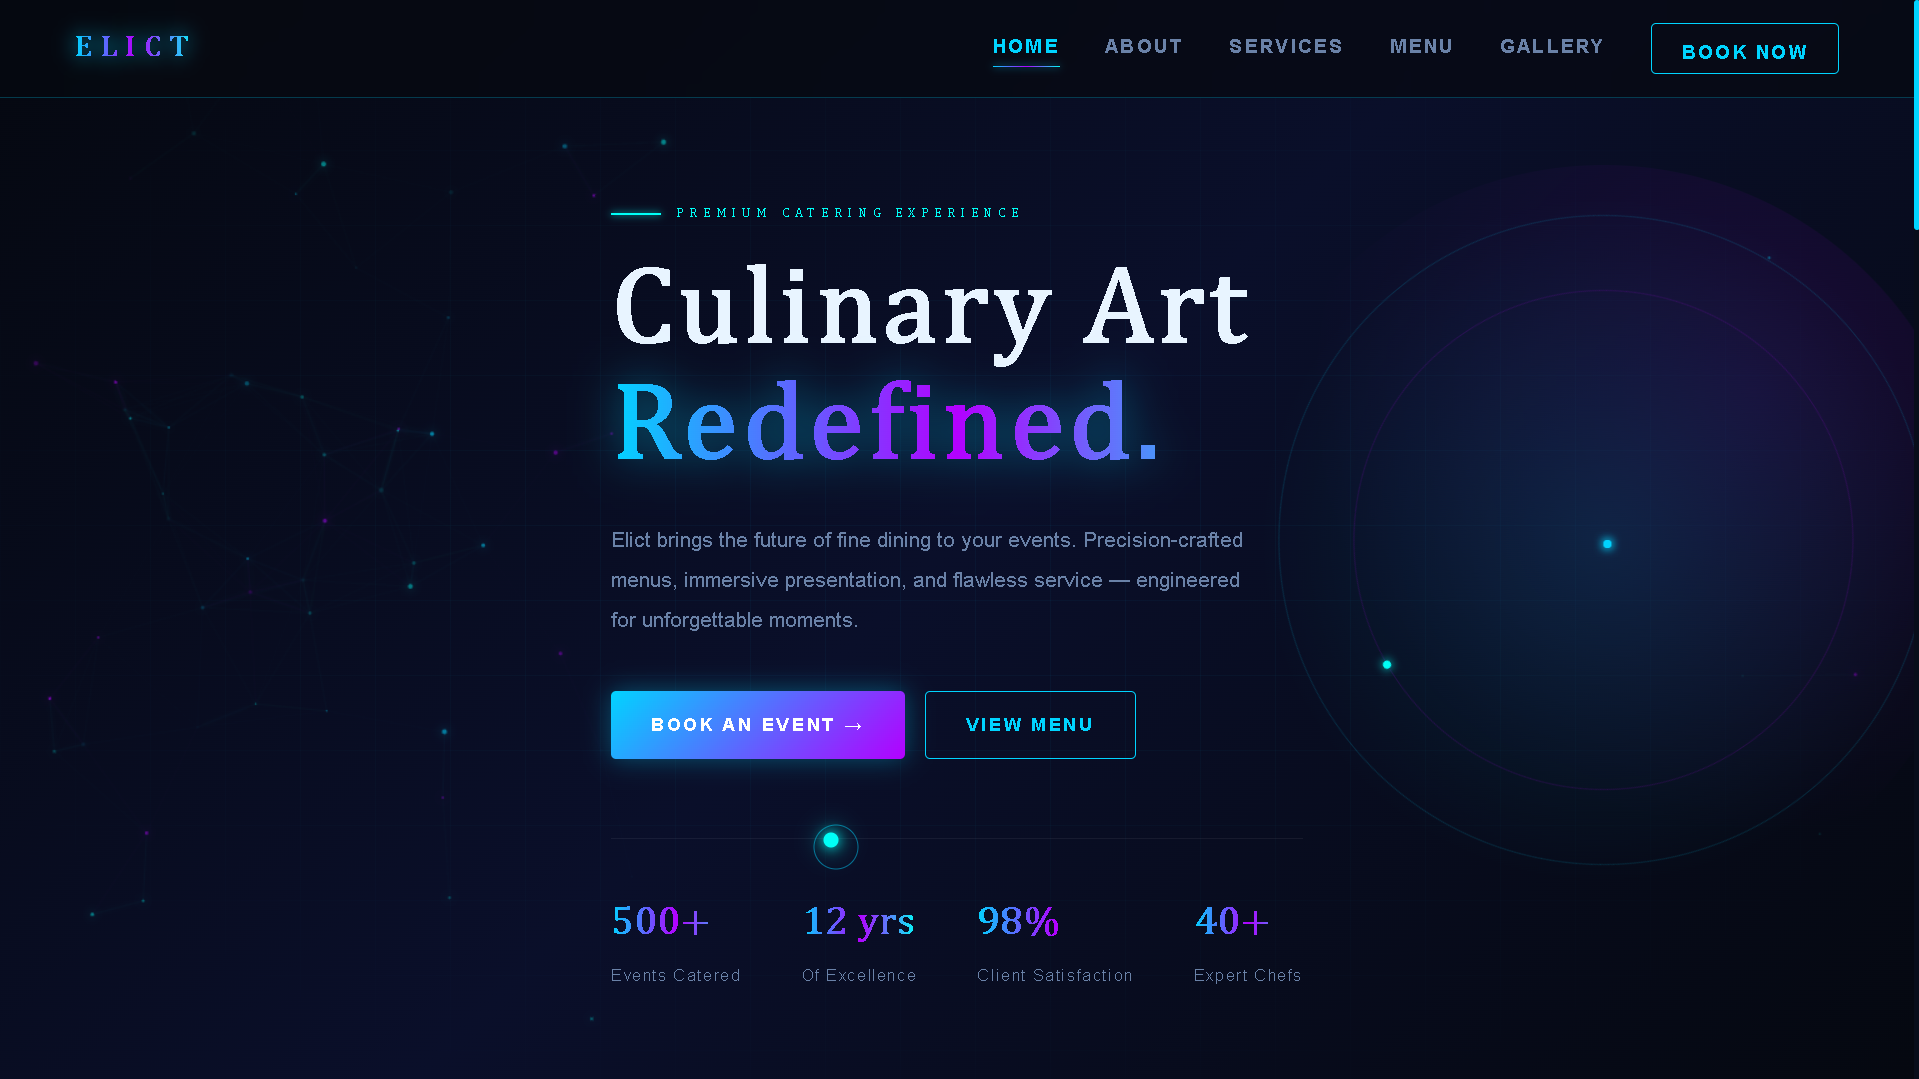 ELICT
HOME
ABOUT
SERVICES
MENU
GALLERY
BOOK NOW
PREMIUM CATERING EXPERIENCE
Culinary Art
Redefined.
Elict brings the future of fine dining to your events. Precision-crafted
menus, immersive presentation, and flawless service — engineered
for unforgettable moments.
BOOK AN EVENT →
VIEW MENU
500+
12 yrs
98%
40+
Events Catered
Of Excellence
Client Satisfaction
Expert Chefs